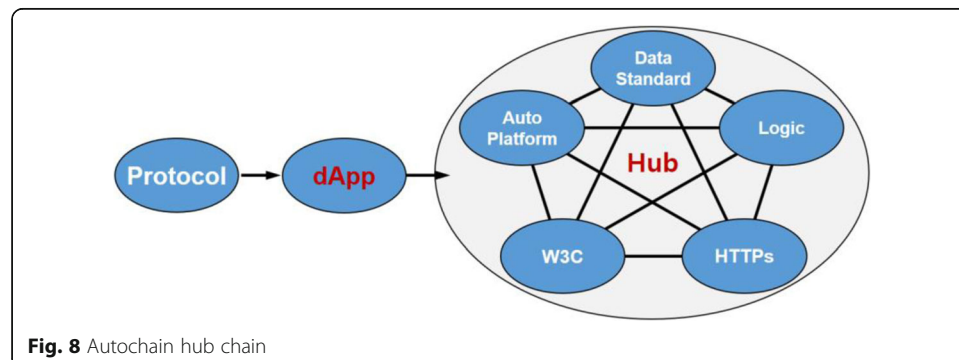 Data
Standard
Auto
Platform
Logic
Protocol
dApp
Hub
W3C
HTTPs
Fig. 8 Autochain hub chain